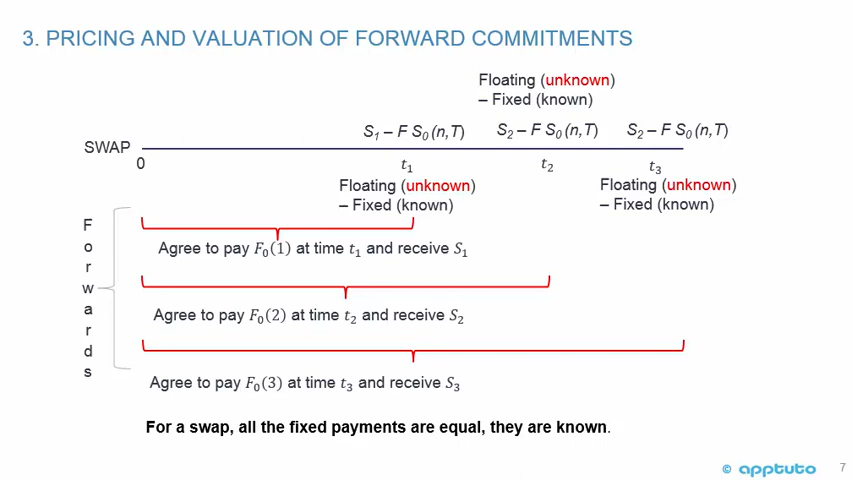 3. PRICING AND VALUATION OF FORWARD COMMITMENTS
Floating (unknown)
– Fixed (known)
S₁ – F S₀(n,T)
S₂ – F S₀(n,T)
S₂ – F S₀(n,T)
SWAP
0
t₁
t₂
t₃
Floating (unknown)
– Fixed (known)
Floating (unknown)
– Fixed (known)
Forwards
Agree to pay F₀(1) at time t₁ and receive S₁
Agree to pay F₀(2) at time t₂ and receive S₂
Agree to pay F₀(3) at time t₃ and receive S₃
For a swap, all the fixed payments are equal, they are known.
© apptuto
7